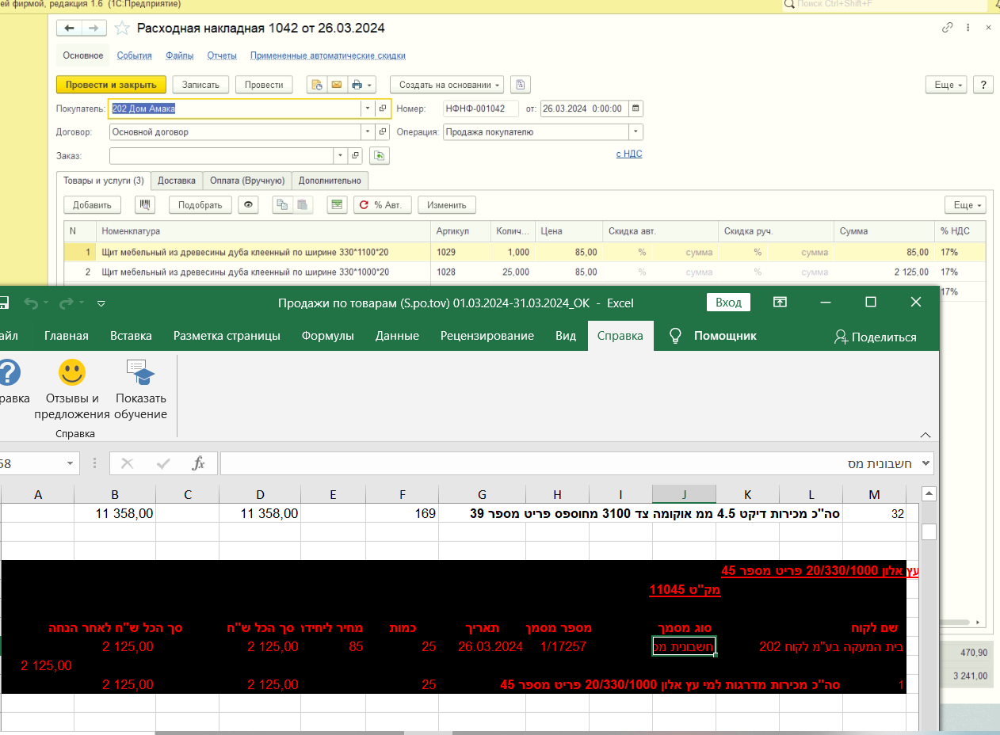 ей фирмой, редакция 1.6 (1С:Предприятие)
Поиск Ctrl+Shift+F
Расходная накладная 1042 от 26.03.2024
Основное События Файлы Отчеты Примененные автоматические скидки
Провести и закрыть Записать Провести Создать на основании Еще ?
Покупатель: 202 Дом Амака Номер: НФНФ-001042 от: 26.03.2024 0:00:00
Договор: Основной договор Операция: Продажа покупателю
Заказ: с НДС
Товары и услуги (3) Доставка Оплата (Вручную) Дополнительно
Добавить Подобрать % Авт. Изменить Еще
N Номенклатура Артикул Колич... Цена Скидка авт. Скидка руч. Сумма % НДС
1 Щит мебельный из древесины дуба клеенный по ширине 330*1100*20 1029 1,000 85,00 % сумма % сумма 85,00 17%
2 Щит мебельный из древесины дуба клеенный по ширине 330*1000*20 1028 25,000 85,00 % сумма % сумма 2 125,00 17%
17%
Продажи по товарам (S.po.tov) 01.03.2024-31.03.2024_OK - Excel Вход
айл Главная Вставка Разметка страницы Формулы Данные Рецензирование Вид Справка Помощник Поделиться
равка Отзывы и предложения Показать обучение
Справка
58 fx חשבונית מס
A B C D E F G H I J K L M
11 358,00 11 358,00 169 סה"כ מכירות דיקט 4.5 ממ אוקומה צד 3100 מחוספס פריט מספר 39 32
עץ אלון 20/330/1000 פריט מספר 45
מק"ט 11045
שם לקוח סוג מסמך מספר מסמך תאריך כמות מחיר ליחידה סך הכל ש"ח סך הכל ש"ח לאחר הנחה
בית המעקה בע"מ לקוח 202 חשבונית מס 1/17257 26.03.2024 25 85 2 125,00 2 125,00
2 125,00
1 סה"כ מכירות מדרגות למי עץ אלון 20/330/1000 פריט מספר 45 25 2 125,00 2 125,00
470,90
3 241,00